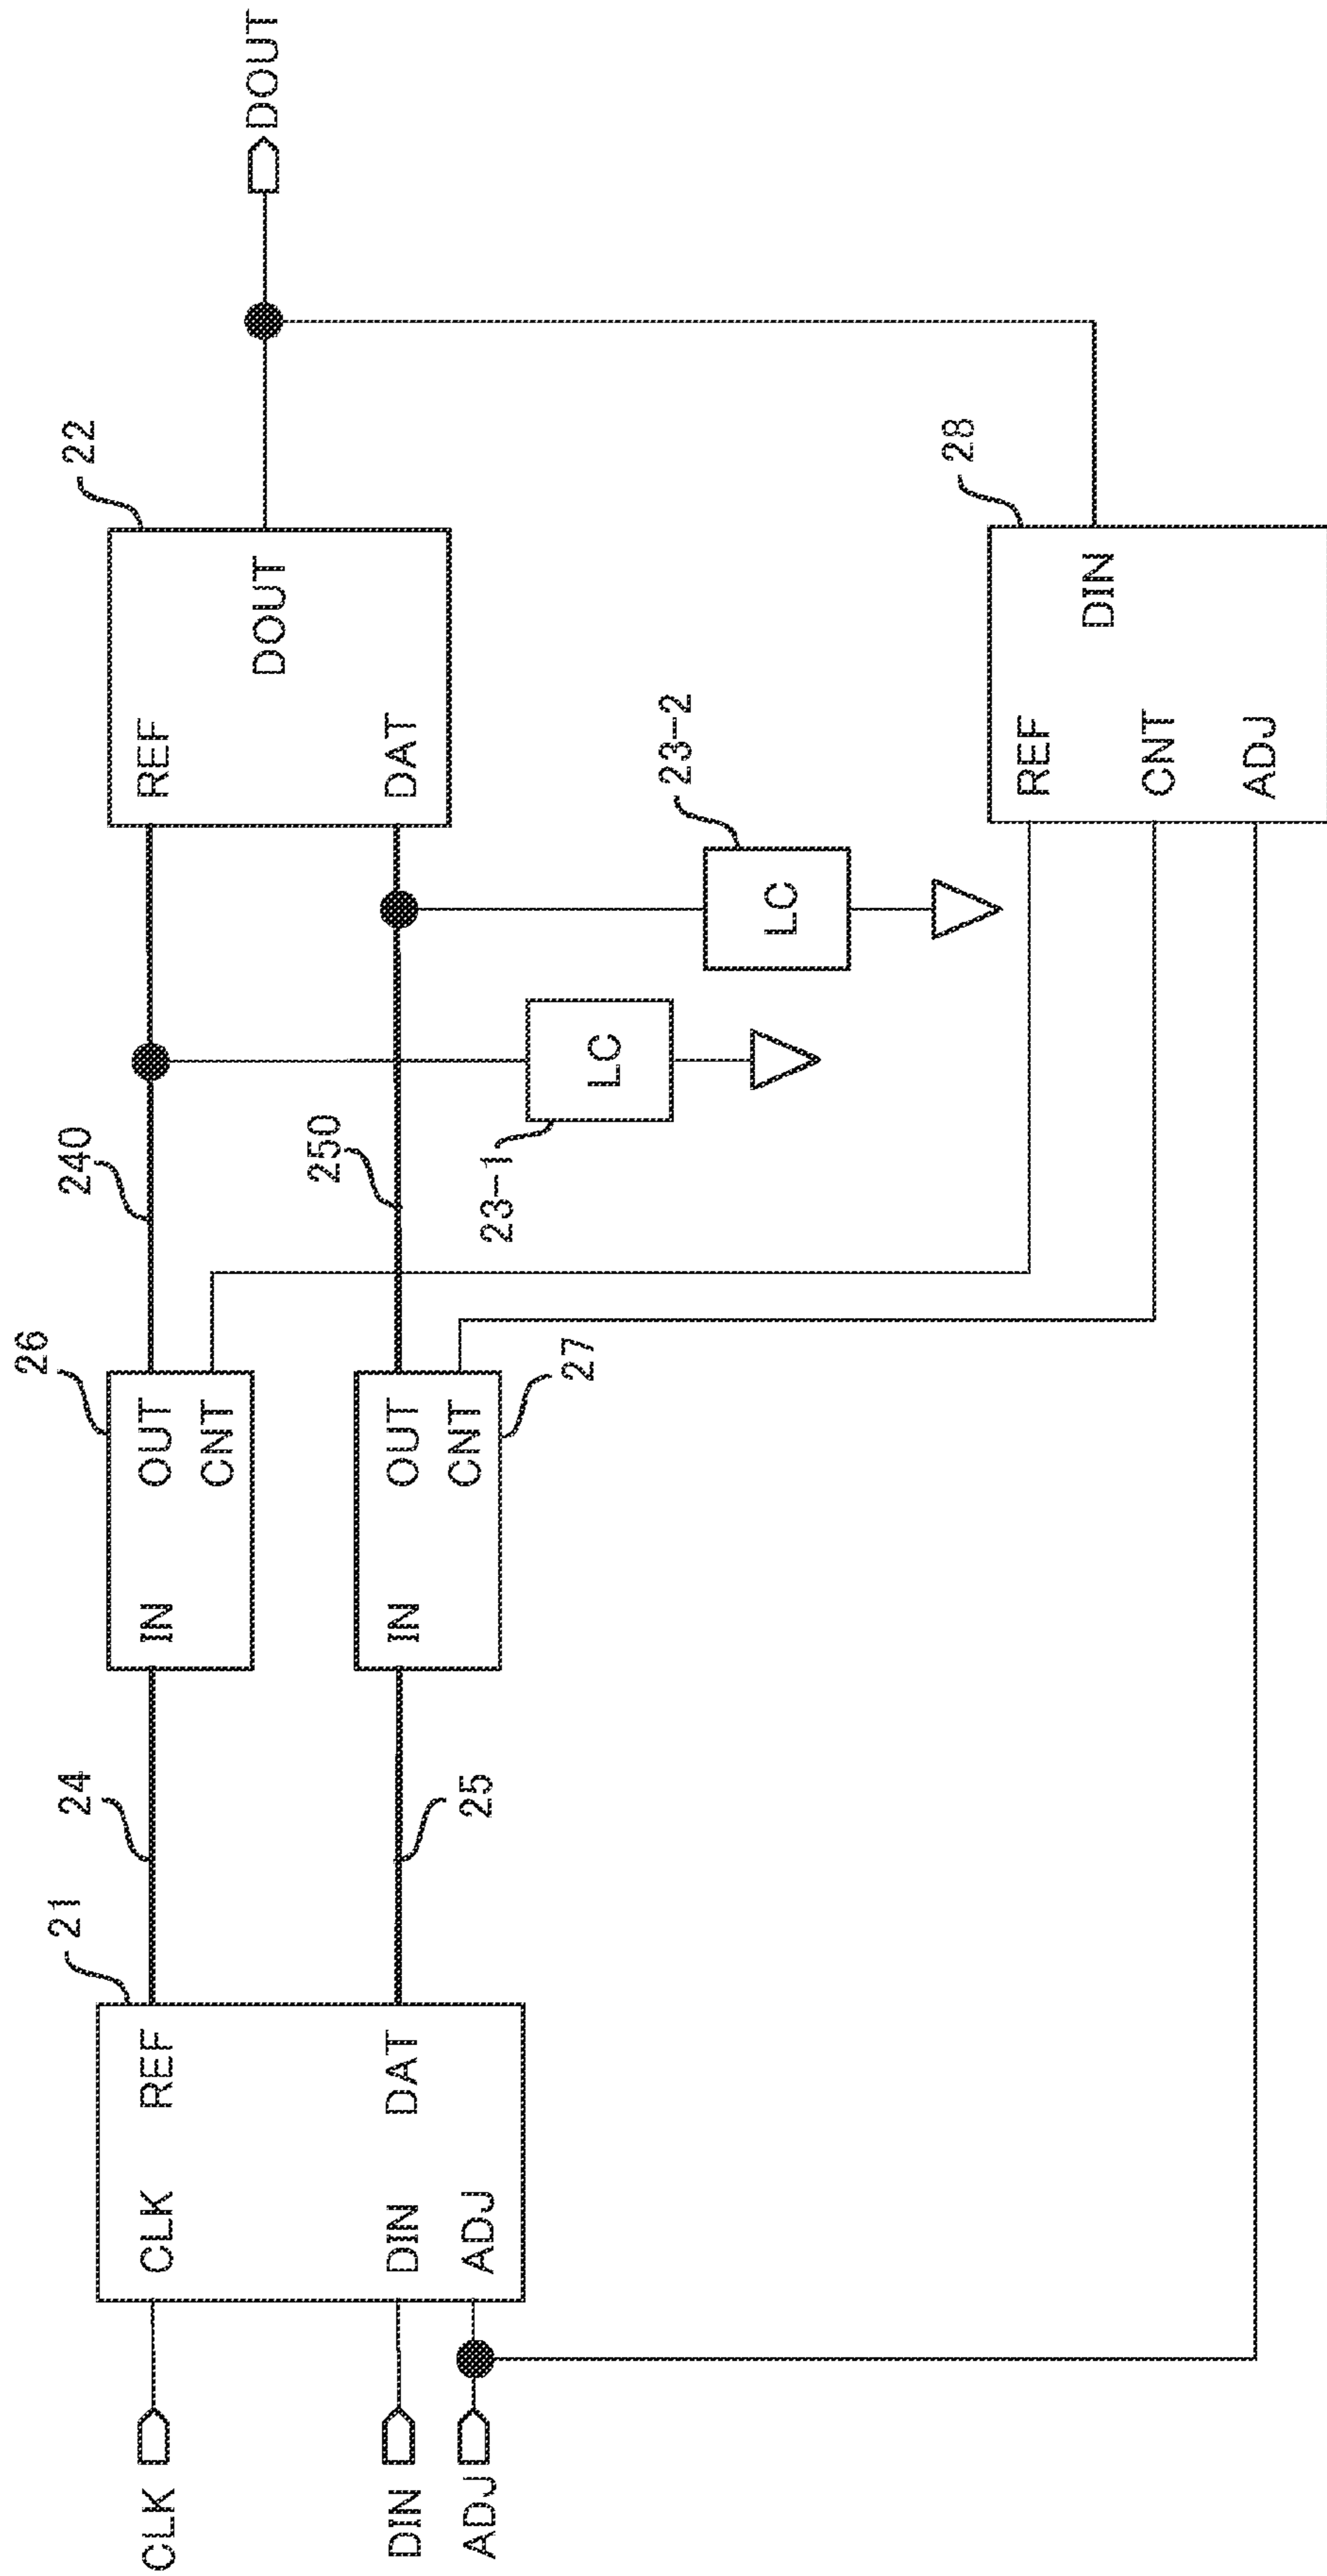 CLK
DIN
ADJ
21
CLK
REF
DIN
DAT
ADJ
24
25
26
IN
OUT
CNT
IN
OUT
CNT
27
240
250
23-1
LC
23-2
LC
22
REF
DAT
DOUT
28
REF
CNT
ADJ
DIN
DOUT